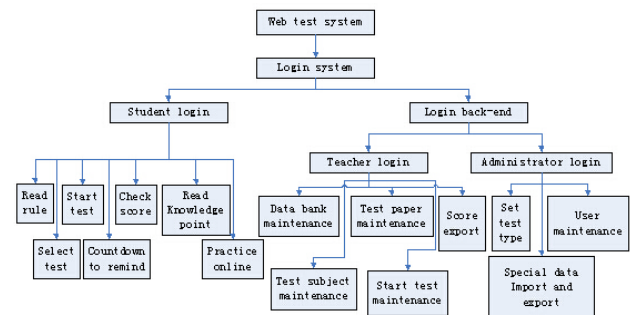 Web test system
Login system
Student login
Login back-end
Teacher login
Administrator login
Read
rule
Start
test
Check
score
Read
Knowledge
point
Data bank
maintenance
Test paper
maintenance
Score
export
Set
test
type
User
maintenance
Select
test
Countdown
to remind
Practice
online
Test subject
maintenance
Start test
maintenance
Special data
Import and
export